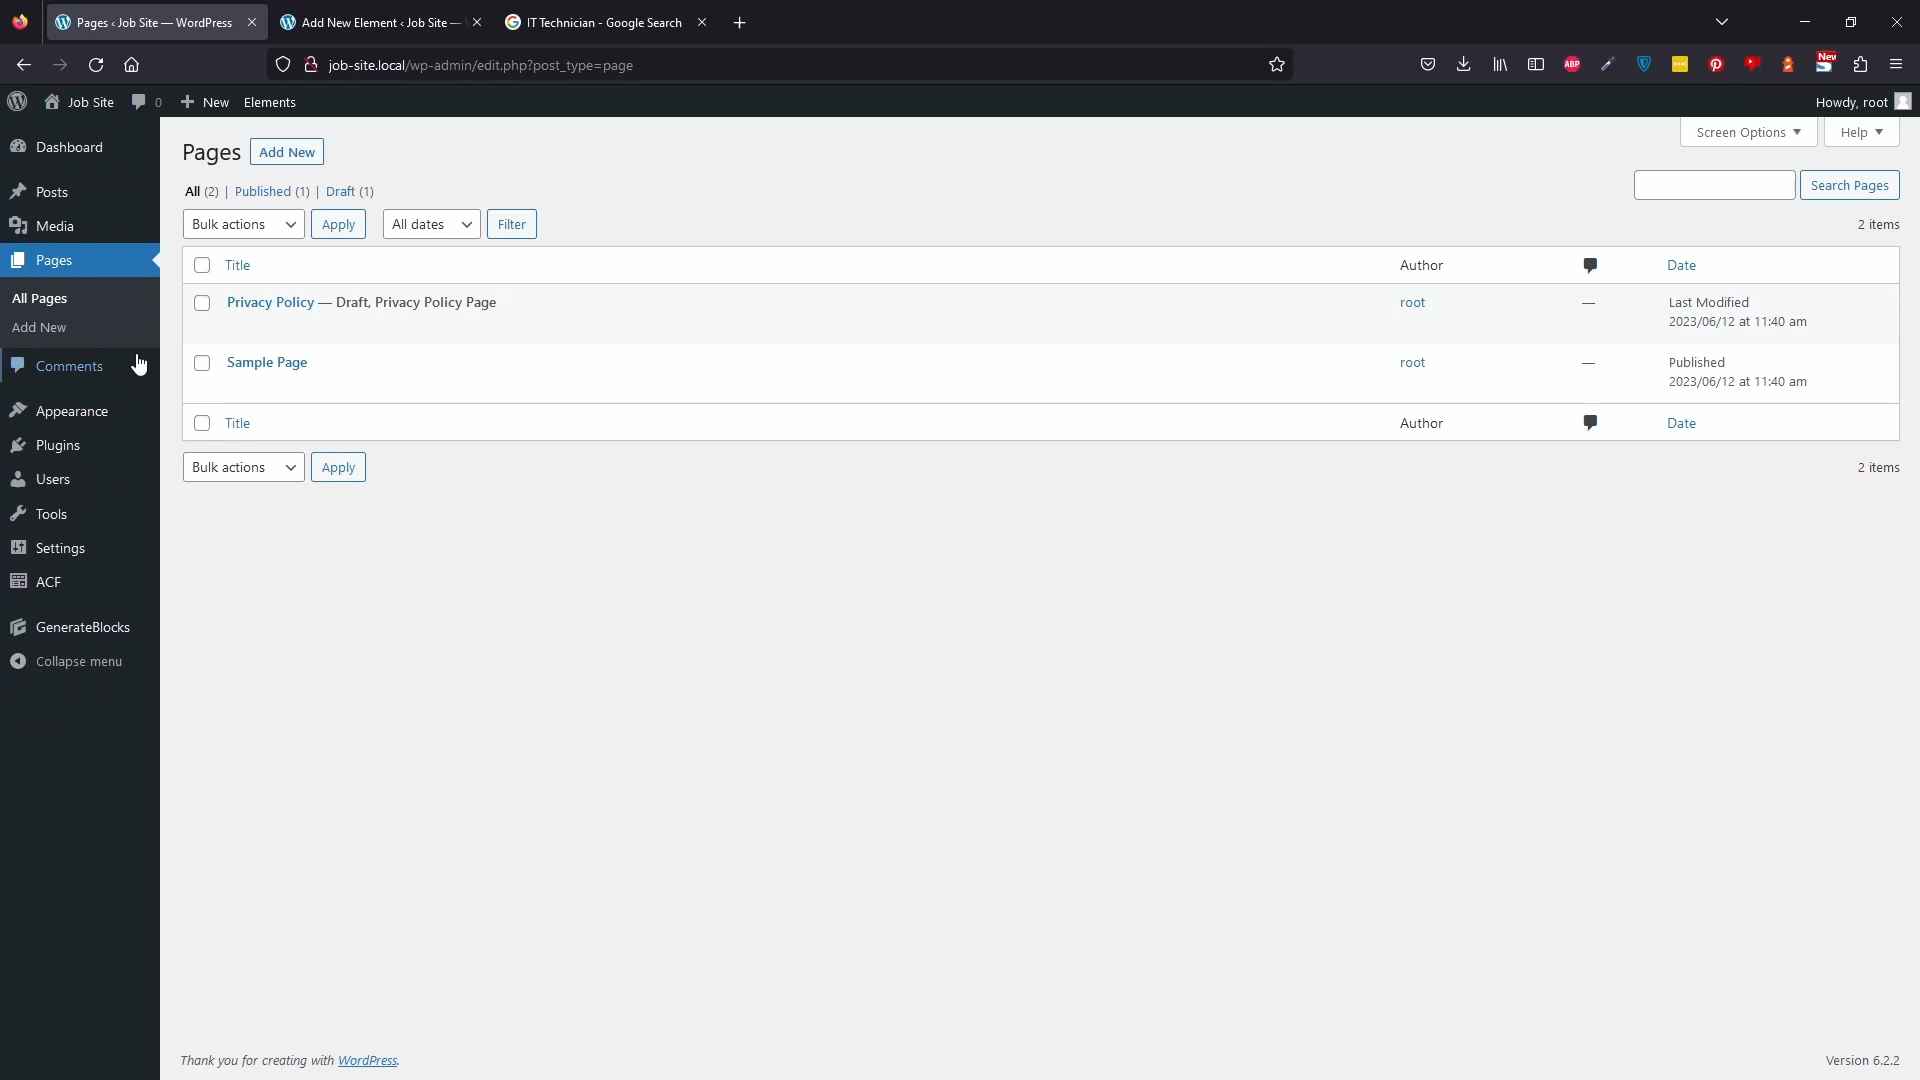 Pages ‹ Job Site — WordPress
Add New Element ‹ Job Site —
IT Technician - Google Search
job-site.local/wp-admin/edit.php?post_type=page
ABP
New
Job Site
0
New
Elements
Howdy, root
Screen Options
Help
Dashboard
Posts
Media
Pages
All Pages
Add New
Comments
Appearance
Plugins
Users
Tools
Settings
ACF
GenerateBlocks
Collapse menu
Pages
Add New
All (2) | Published (1) | Draft (1)
Search Pages
Bulk actions
Apply
All dates
Filter
2 items
Title
Author
Date
Privacy Policy — Draft, Privacy Policy Page
root
—
Last Modified
2023/06/12 at 11:40 am
Sample Page
root
—
Published
2023/06/12 at 11:40 am
Title
Author
Date
Bulk actions
Apply
2 items
Thank you for creating with WordPress.
Version 6.2.2